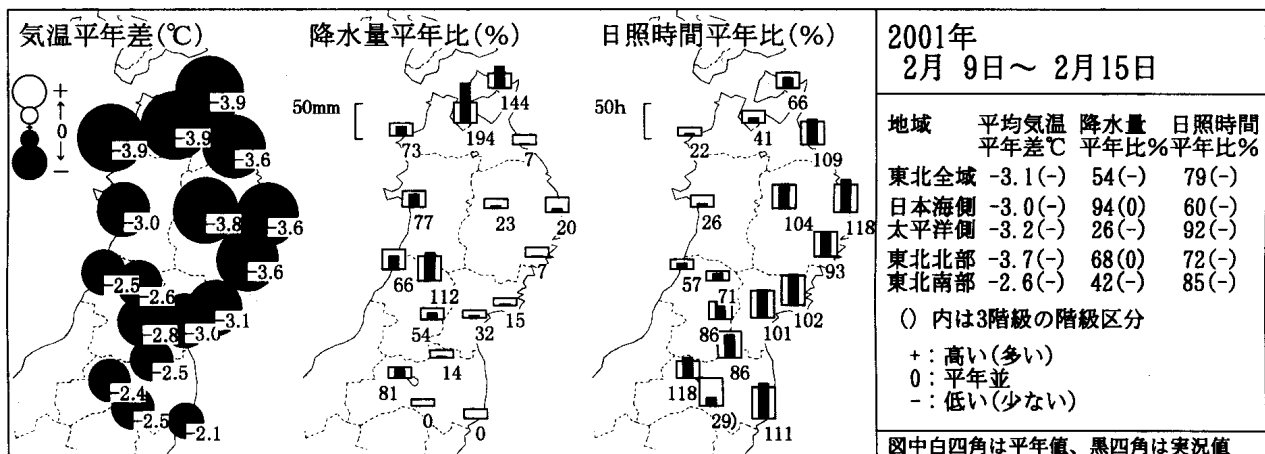 気温平年差(℃)
+
↑
0
↓
−
-3.9
-3.9
-3.9
-3.6
-3.0
-3.8
-3.6
-3.6
-2.5
-2.6
-3.1
-2.8
-3.0
-2.5
-2.4
-2.5
-2.1
降水量平年比(%)
50mm
144
194
73
7
77
23
20
7
66
112
15
54
32
14
81
0
0
日照時間平年比(%)
50h
66
41
22
109
26
104
118
93
57
71
102
86
101
86
118
29)
111
2001年
2月 9日～ 2月15日
地域 平均気温 降水量 日照時間
平年差℃ 平年比% 平年比%
東北全域 -3.1(-) 54(-) 79(-)
日本海側 -3.0(-) 94(0) 60(-)
太平洋側 -3.2(-) 26(-) 92(-)
東北北部 -3.7(-) 68(0) 72(-)
東北南部 -2.6(-) 42(-) 85(-)
() 内は3階級の階級区分
+：高い(多い)
0：平年並
-：低い(少ない)
図中白四角は平年値、黒四角は実況値